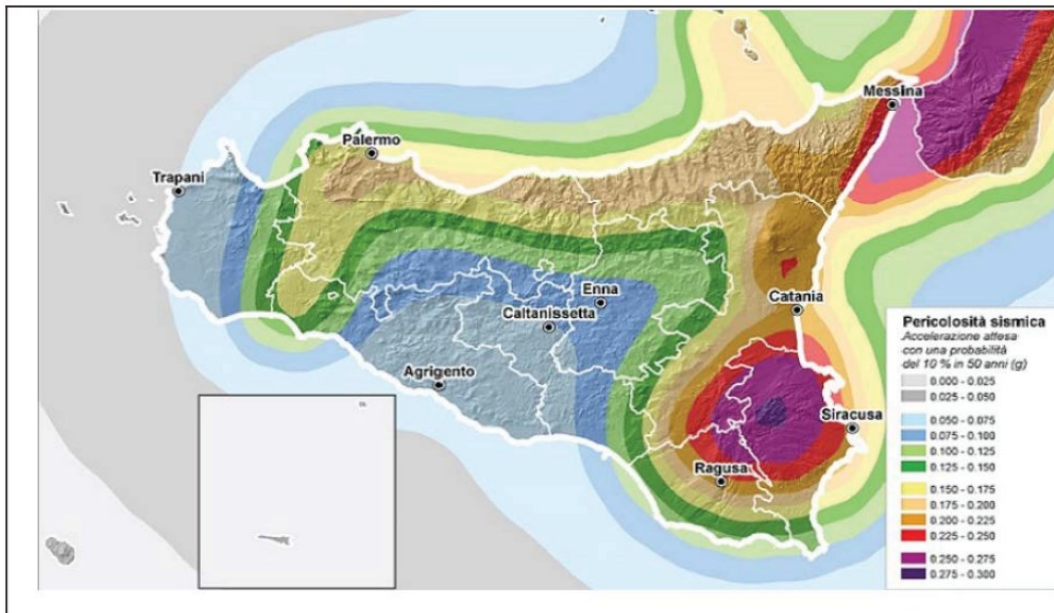 Messina
Palermo
Trapani
Enna
Catania
Caltanissetta
Agrigento
Siracusa
Ragusa
Pericolosità sismica
Accelerazione attesa
con una probabilità
del 10 % in 50 anni (g)
0.000 - 0.025
0.025 - 0.050
0.050 - 0.075
0.075 - 0.100
0.100 - 0.125
0.125 - 0.150
0.150 - 0.175
0.175 - 0.200
0.200 - 0.225
0.225 - 0.250
0.250 - 0.275
0.275 - 0.300